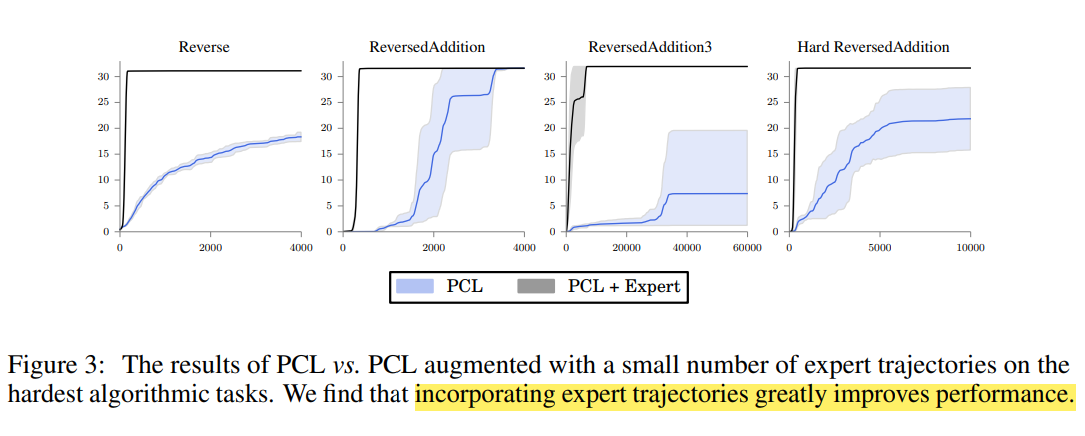 Reverse
ReversedAddition
ReversedAddition3
Hard ReversedAddition
30
25
20
15
10
5
0
0 2000 4000
30
25
20
15
10
5
0
0 2000 4000
30
25
20
15
10
5
0
0 20000 40000 60000
30
25
20
15
10
5
0
0 5000 10000
PCL PCL + Expert
Figure 3: The results of PCL vs. PCL augmented with a small number of expert trajectories on the
hardest algorithmic tasks. We find that incorporating expert trajectories greatly improves performance.